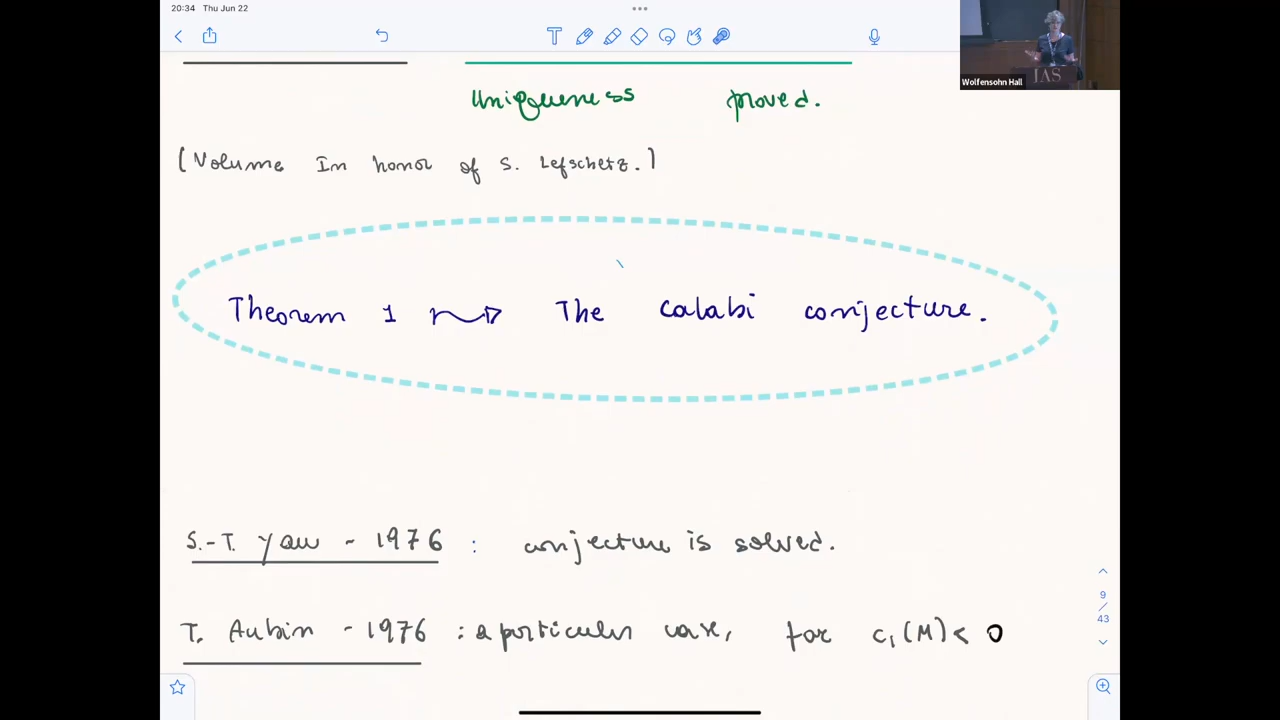 20:34 Thu Jun 22
IAS
Wolfensohn Hall
Uniqueness proved.
(Volume In honor of S. Lefschetz.)
Theorem 1 ⇝ The Calabi conjecture.
S.-T. Yau - 1976 : conjecture is solved.
T. Aubin - 1976 : a particular case, for c₁(M) < 0
9
/
43